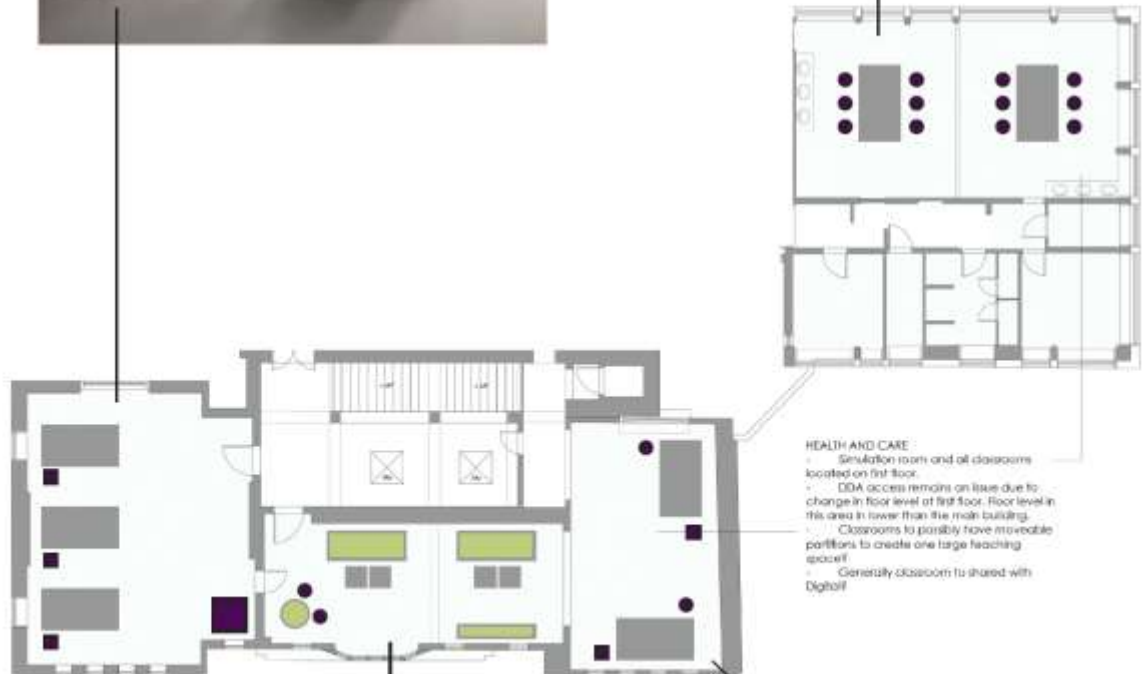 HEALTH AND CARE
- Simulation room and all classrooms
located on first floor.
- DDA access remains an issue due to
change in floor level at first floor. Floor level in
this area in lower than the main building.
- Classrooms to possibly have moveable
partitions to create one large teaching
space?
- Generally classroom to shared with
Digital?